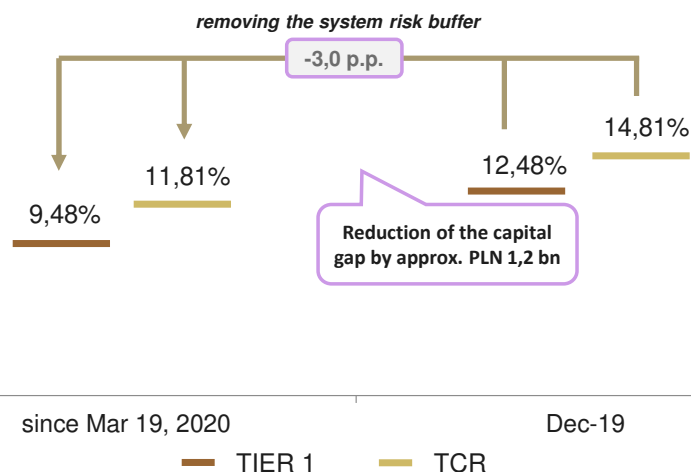 removing the system risk buffer
-3,0 p.p.
14,81%
12,48%
11,81%
9,48%
Reduction of the capital
gap by approx. PLN 1,2 bn
since Mar 19, 2020
Dec-19
TIER 1
TCR